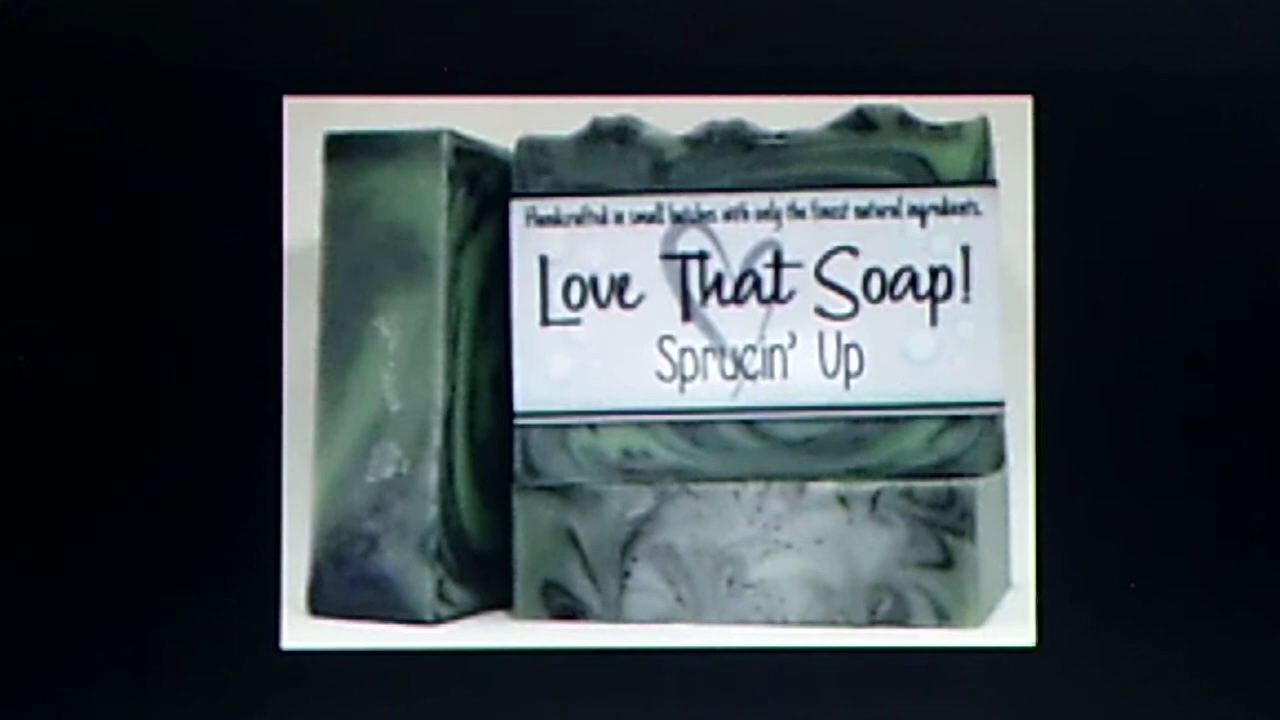 Handcrafted in small batches with only the finest natural ingredients.
Love That Soap!
Sprucin' Up